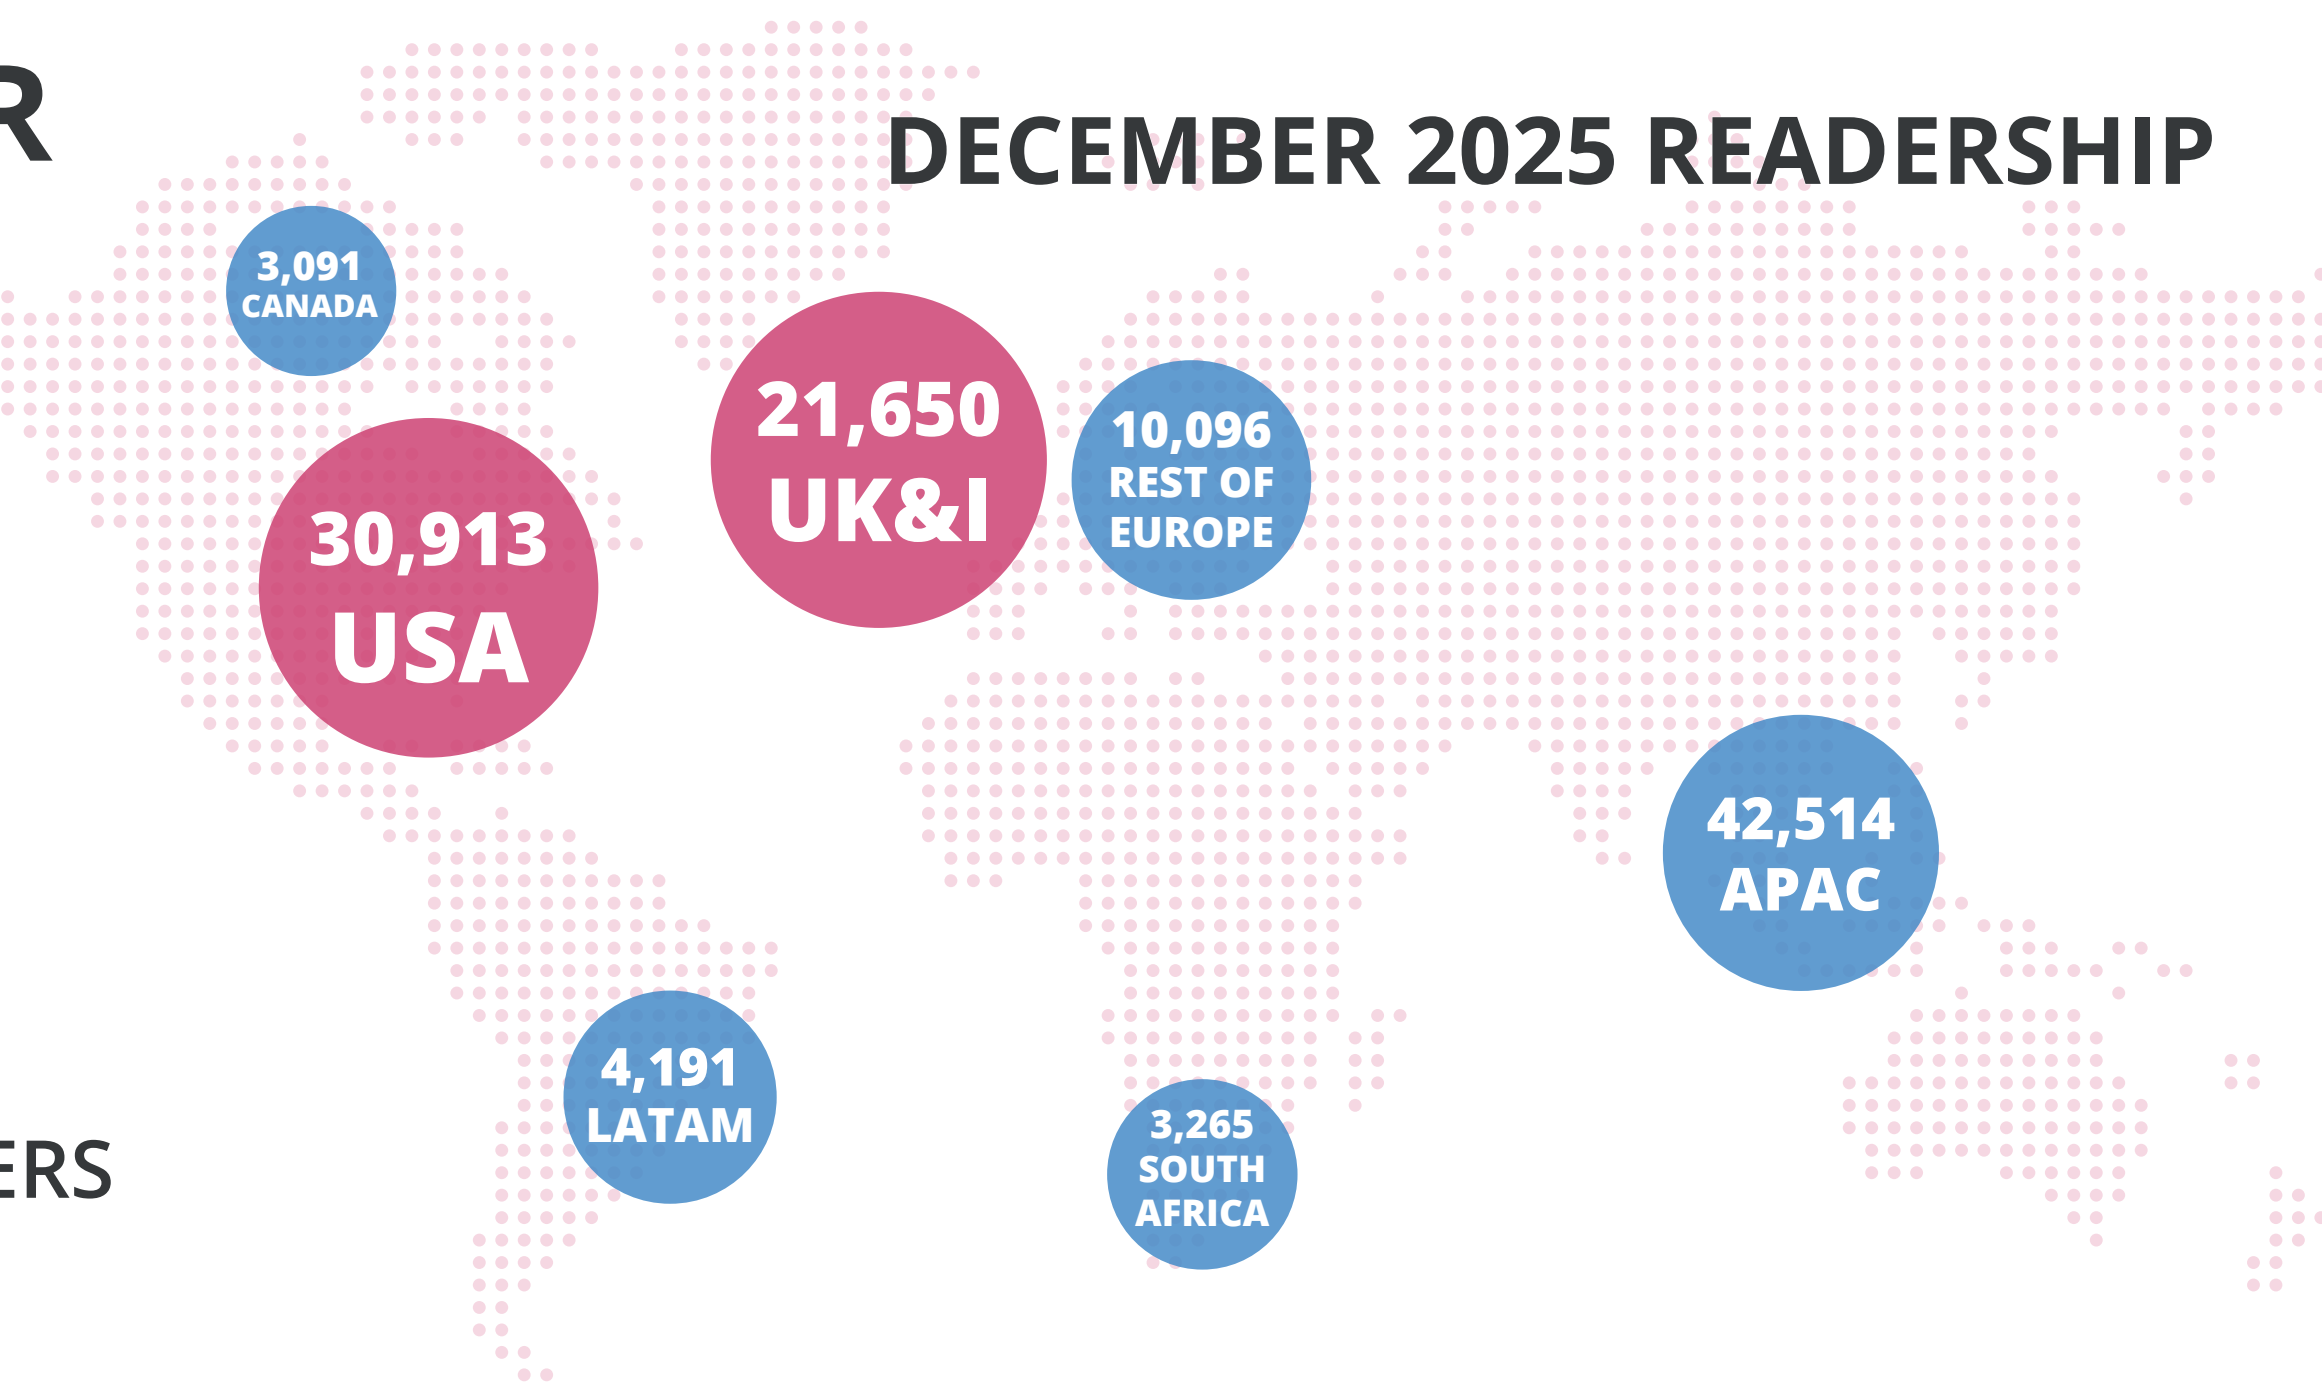 R
DECEMBER 2025 READERSHIP
3,091
CANADA
21,650
UK&I
10,096
REST OF
EUROPE
30,913
USA
42,514
APAC
4,191
LATAM
3,265
SOUTH
AFRICA
ERS